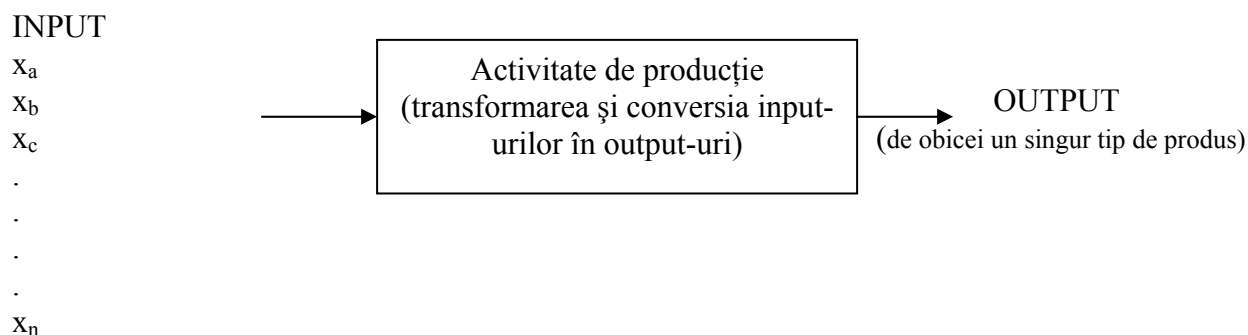 INPUT
xa
xb
xc
.
.
.
.
xn
Activitate de producție
(transformarea şi conversia input-
urilor în output-uri)
OUTPUT
(de obicei un singur tip de produs)